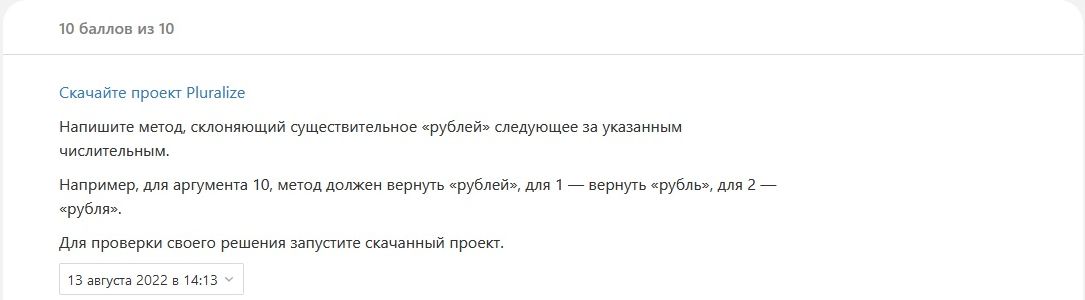 10 баллов из 10
Скачайте проект Pluralize
Напишите метод, склоняющий существительное «рублей» следующее за указанным
числительным.
Например, для аргумента 10, метод должен вернуть «рублей», для 1 — вернуть «рубль», для 2 —
«рубля».
Для проверки своего решения запустите скачанный проект.
13 августа 2022 в 14:13